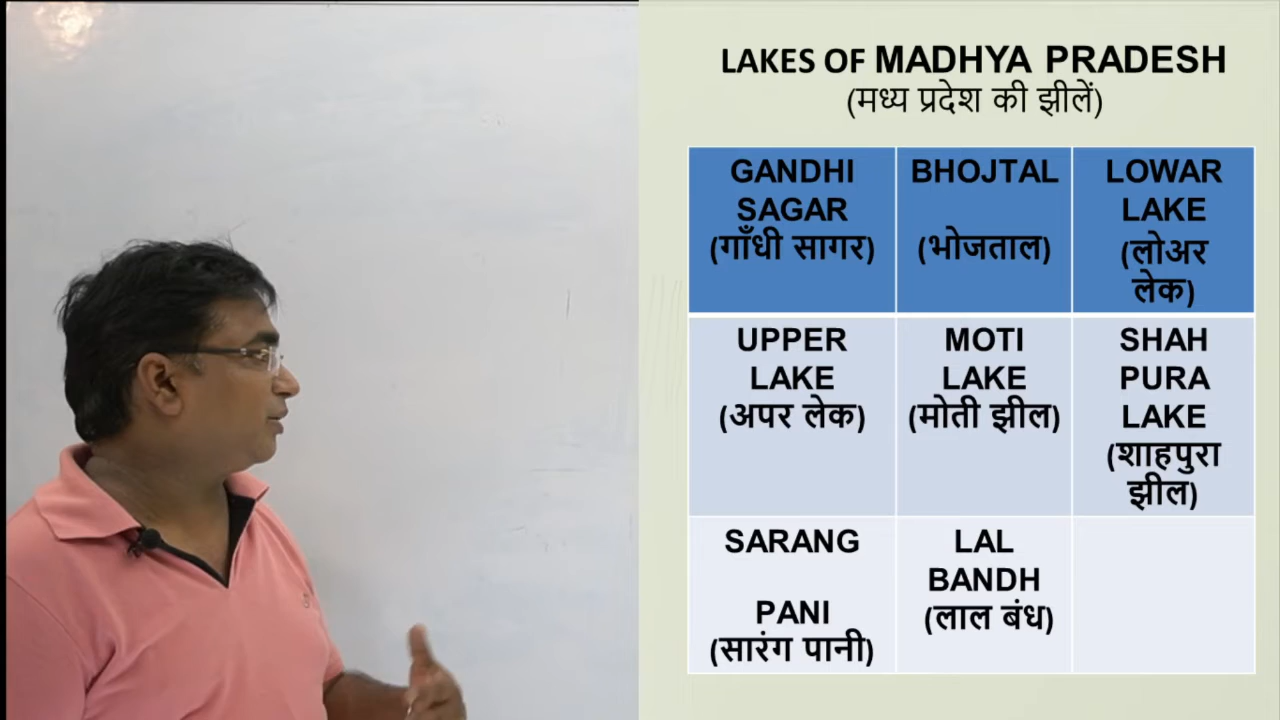 LAKES OF MADHYA PRADESH
(मध्य प्रदेश की झीलें)
GANDHI
SAGAR
(गाँधी सागर)
BHOJTAL
(भोजताल)
LOWAR
LAKE
(लोअर
लेक)
UPPER
LAKE
(अपर लेक)
MOTI
LAKE
(मोती झील)
SHAH
PURA
LAKE
(शाहपुरा
झील)
SARANG
PANI
(सारंग पानी)
LAL
BANDH
(लाल बंध)